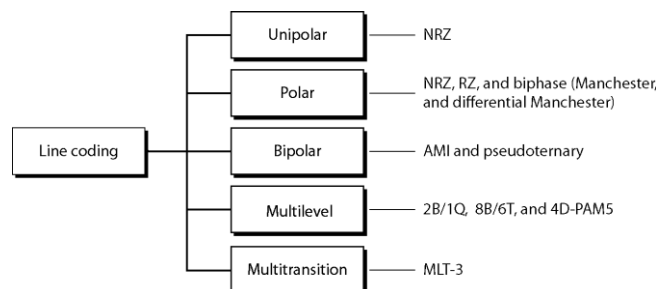 Unipolar
NRZ
Polar
NRZ, RZ, and biphase (Manchester,
and differential Manchester)
Line coding
Bipolar
AMI and pseudoternary
Multilevel
2B/1Q, 8B/6T, and 4D-PAM5
Multitransition
MLT-3